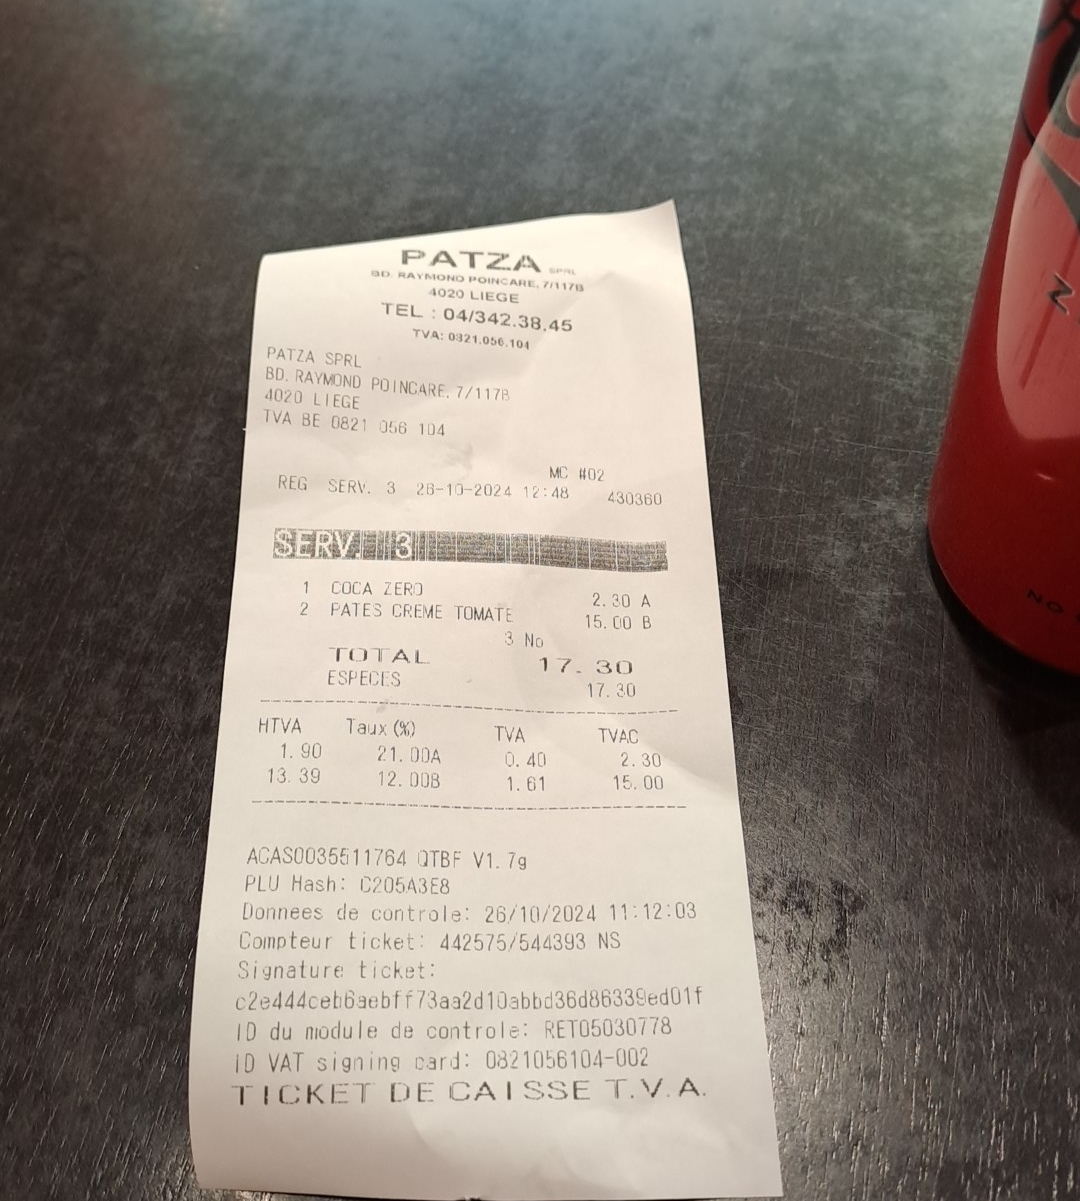 PATZA SPRL
BD. RAYMOND POINCARE, 7/117B
4020 LIEGE
TEL : 04/342.38.45
TVA: 0821.056.104
PATZA SPRL
BD. RAYMOND POINCARE, 7/117B
4020 LIEGE
TVA BE 0821 056 104
MC #02
REG SERV. 3 26-10-2024 12:48 430360
SERV. 3
1 COCA ZERO 2.30 A
2 PATES CREME TOMATE 15.00 B
3 No
TOTAL 17.30
ESPECES 17.30
HTVA Taux (%) TVA TVAC
1.90 21.00A 0.40 2.30
13.39 12.00B 1.61 15.00
ACAS0035511764 QTBF V1.7g
PLU Hash: C205A3E8
Donnees de controle: 26/10/2024 11:12:03
Compteur ticket: 442575/544393 NS
Signature ticket:
c2e444ceb6aebff73aa2d10abbd36d86339ed01f
ID du module de controle: RET05030778
ID VAT signing card: 0821056104-002
TICKET DE CAISSE T.V.A.
NO